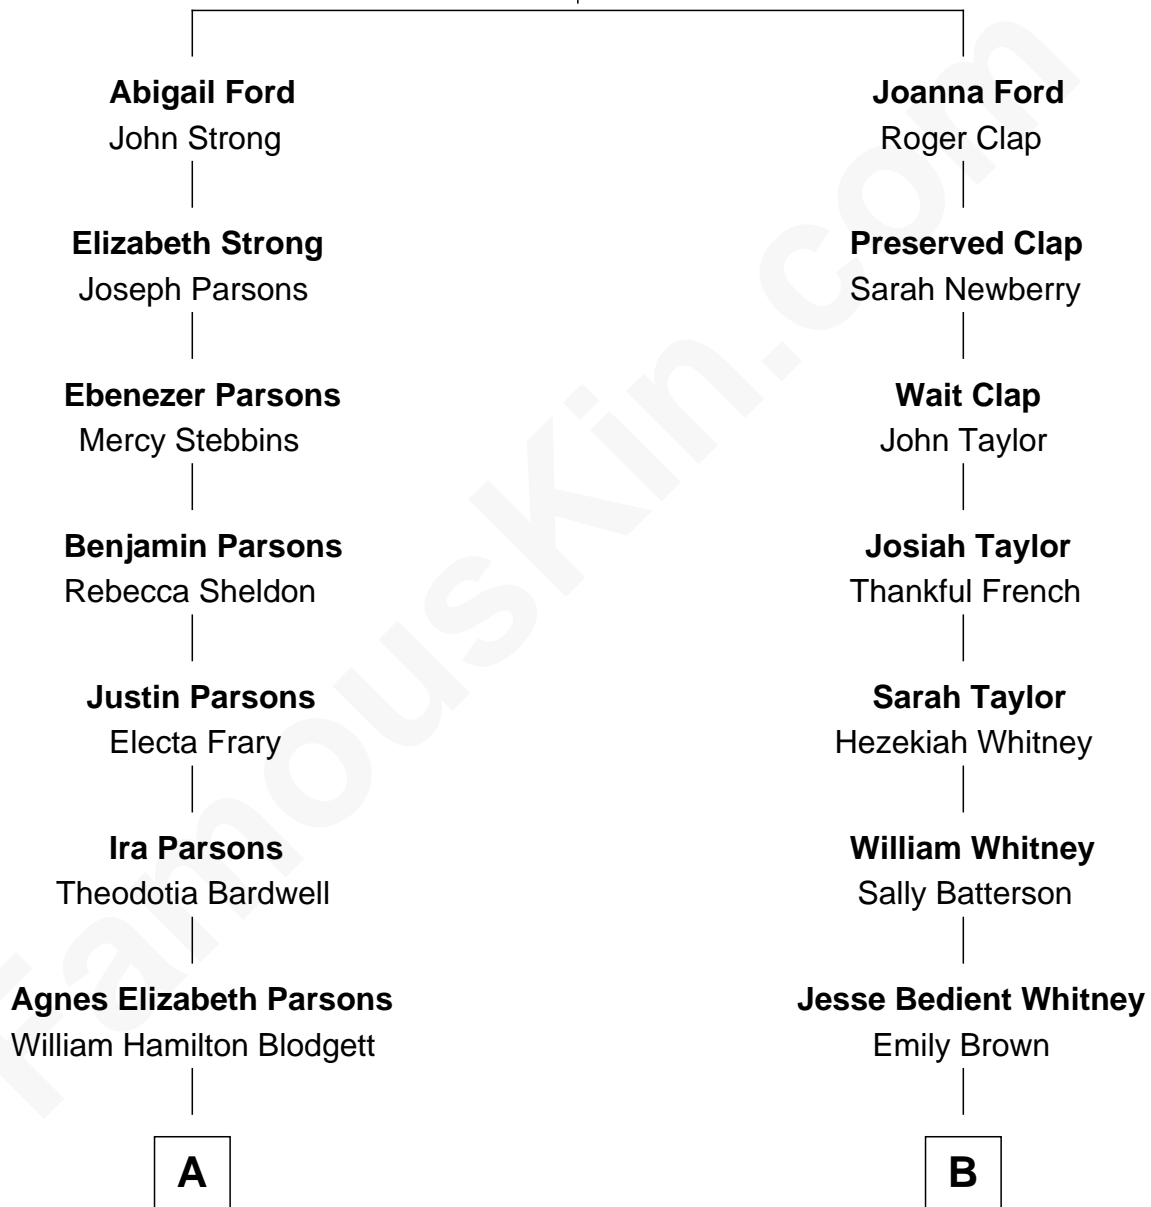 Abigail Ford
John Strong
Joanna Ford
Roger Clap
Elizabeth Strong
Joseph Parsons
Preserved Clap
Sarah Newberry
Ebenezer Parsons
Mercy Stebbins
Wait Clap
John Taylor
Benjamin Parsons
Rebecca Sheldon
Josiah Taylor
Thankful French
Justin Parsons
Electa Frary
Sarah Taylor
Hezekiah Whitney
Ira Parsons
Theodotia Bardwell
William Whitney
Sally Batterson
Agnes Elizabeth Parsons
William Hamilton Blodgett
Jesse Bedient Whitney
Emily Brown
A
B
FamousKin.com